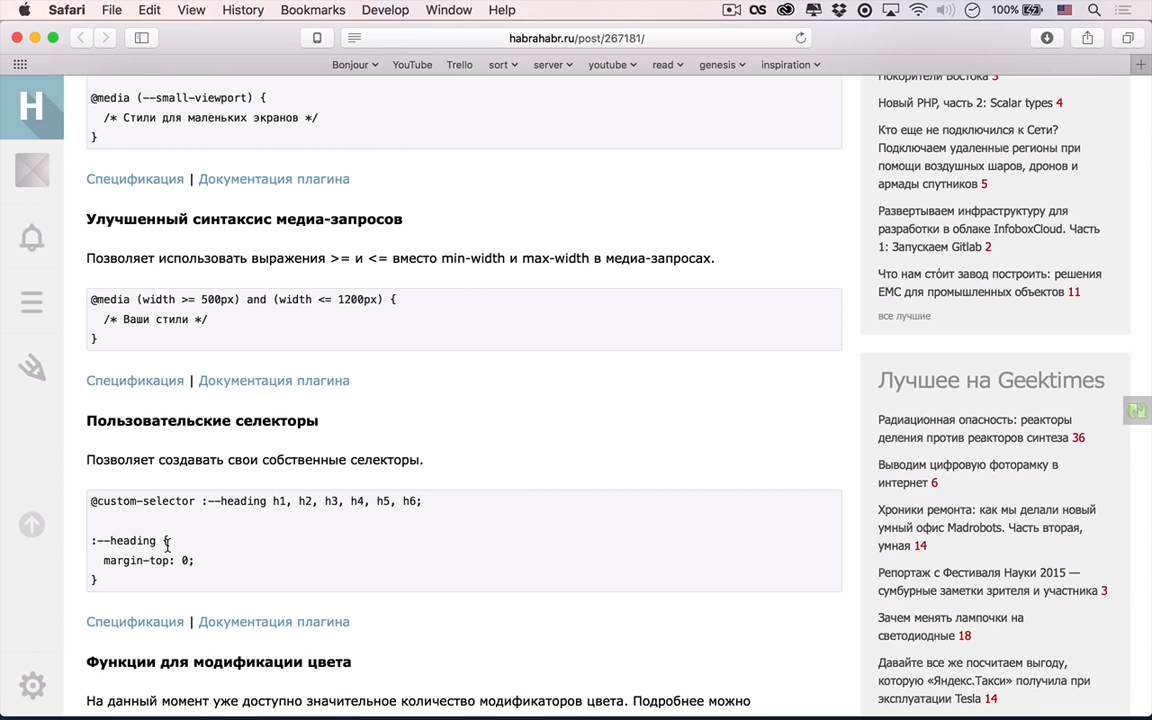 Safari File Edit View History Bookmarks Develop Window Help
100%
habrahabr.ru/post/267181/
Bonjour YouTube Trello sort server youtube read genesis inspiration
H
@media (--small-viewport) {
/* Стили для маленьких экранов */
}
Спецификация | Документация плагина
Улучшенный синтаксис медиа-запросов
Позволяет использовать выражения >= и <= вместо min-width и max-width в медиа-запросах.
@media (width >= 500px) and (width <= 1200px) {
/* Ваши стили */
}
Спецификация | Документация плагина
Пользовательские селекторы
Позволяет создавать свои собственные селекторы.
@custom-selector :--heading h1, h2, h3, h4, h5, h6;
:--heading {
margin-top: 0;
}
Спецификация | Документация плагина
Функции для модификации цвета
На данный момент уже доступно значительное количество модификаторов цвета. Подробнее можно
Покорители Востока 3
Новый PHP, часть 2: Scalar types 4
Кто еще не подключился к Сети?
Подключаем удаленные регионы при
помощи воздушных шаров, дронов и
армады спутников 5
Развертываем инфраструктуру для
разработки в облаке InfoboxCloud. Часть
1: Запускаем Gitlab 2
Что нам сто́ит завод построить: решения
EMC для промышленных объектов 11
все лучшие
Лучшее на Geektimes
Радиационная опасность: реакторы
деления против реакторов синтеза 36
Выводим цифровую фоторамку в
интернет 6
Хроники ремонта: как мы делали новый
умный офис Madrobots. Часть вторая,
умная 14
Репортаж с Фестиваля Науки 2015 —
сумбурные заметки зрителя и участника 3
Зачем менять лампочки на
светодиодные 18
Давайте все же посчитаем выгоду,
которую «Яндекс.Такси» получила при
эксплуатации Tesla 14